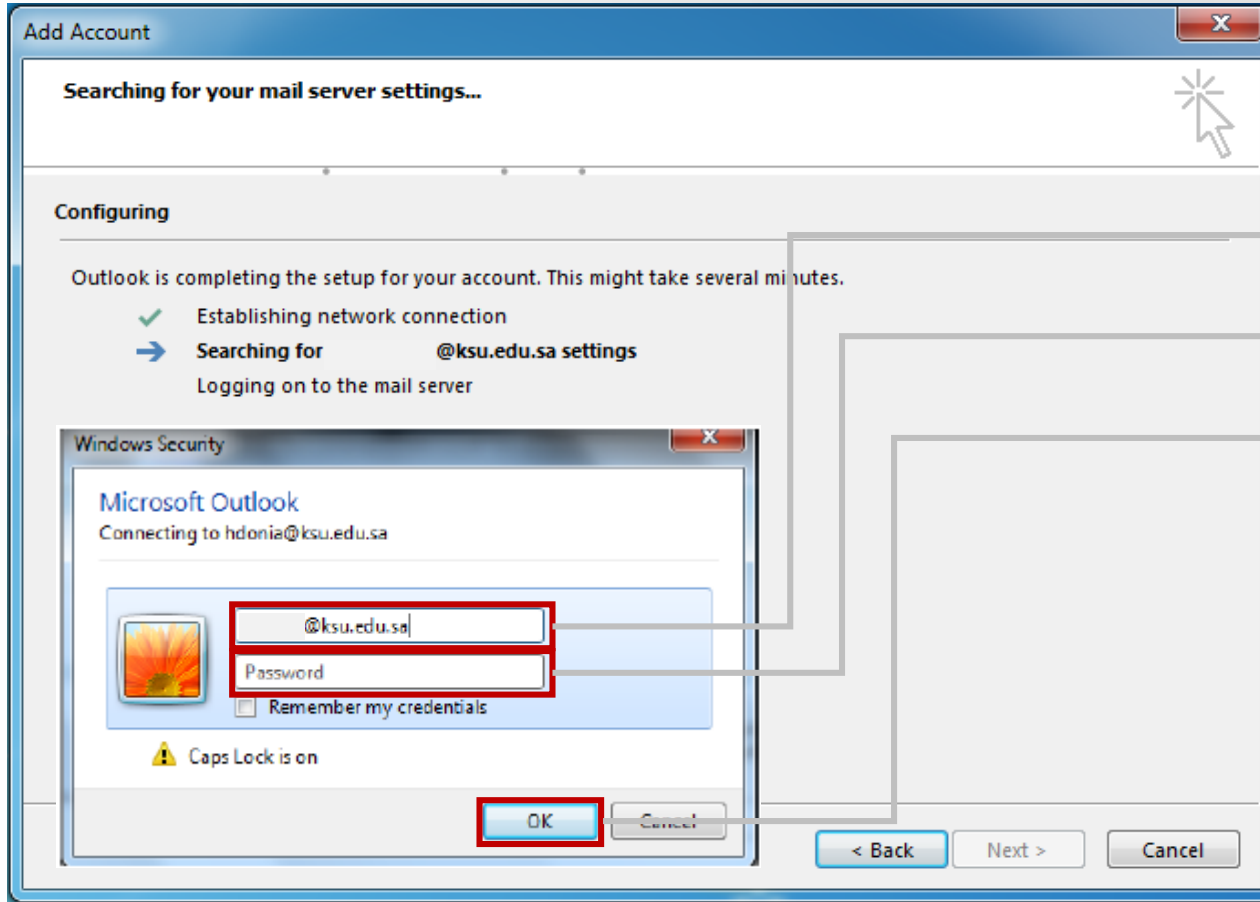 Add Account
Searching for your mail server settings...
Configuring
Outlook is completing the setup for your account. This might take several minutes.
Establishing network connection
Searching for @ksu.edu.sa settings
Logging on to the mail server
Windows Security
Microsoft Outlook
Connecting to hdonia@ksu.edu.sa
@ksu.edu.sa
Password
Remember my credentials
Caps Lock is on
OK Cancel
< Back Next > Cancel